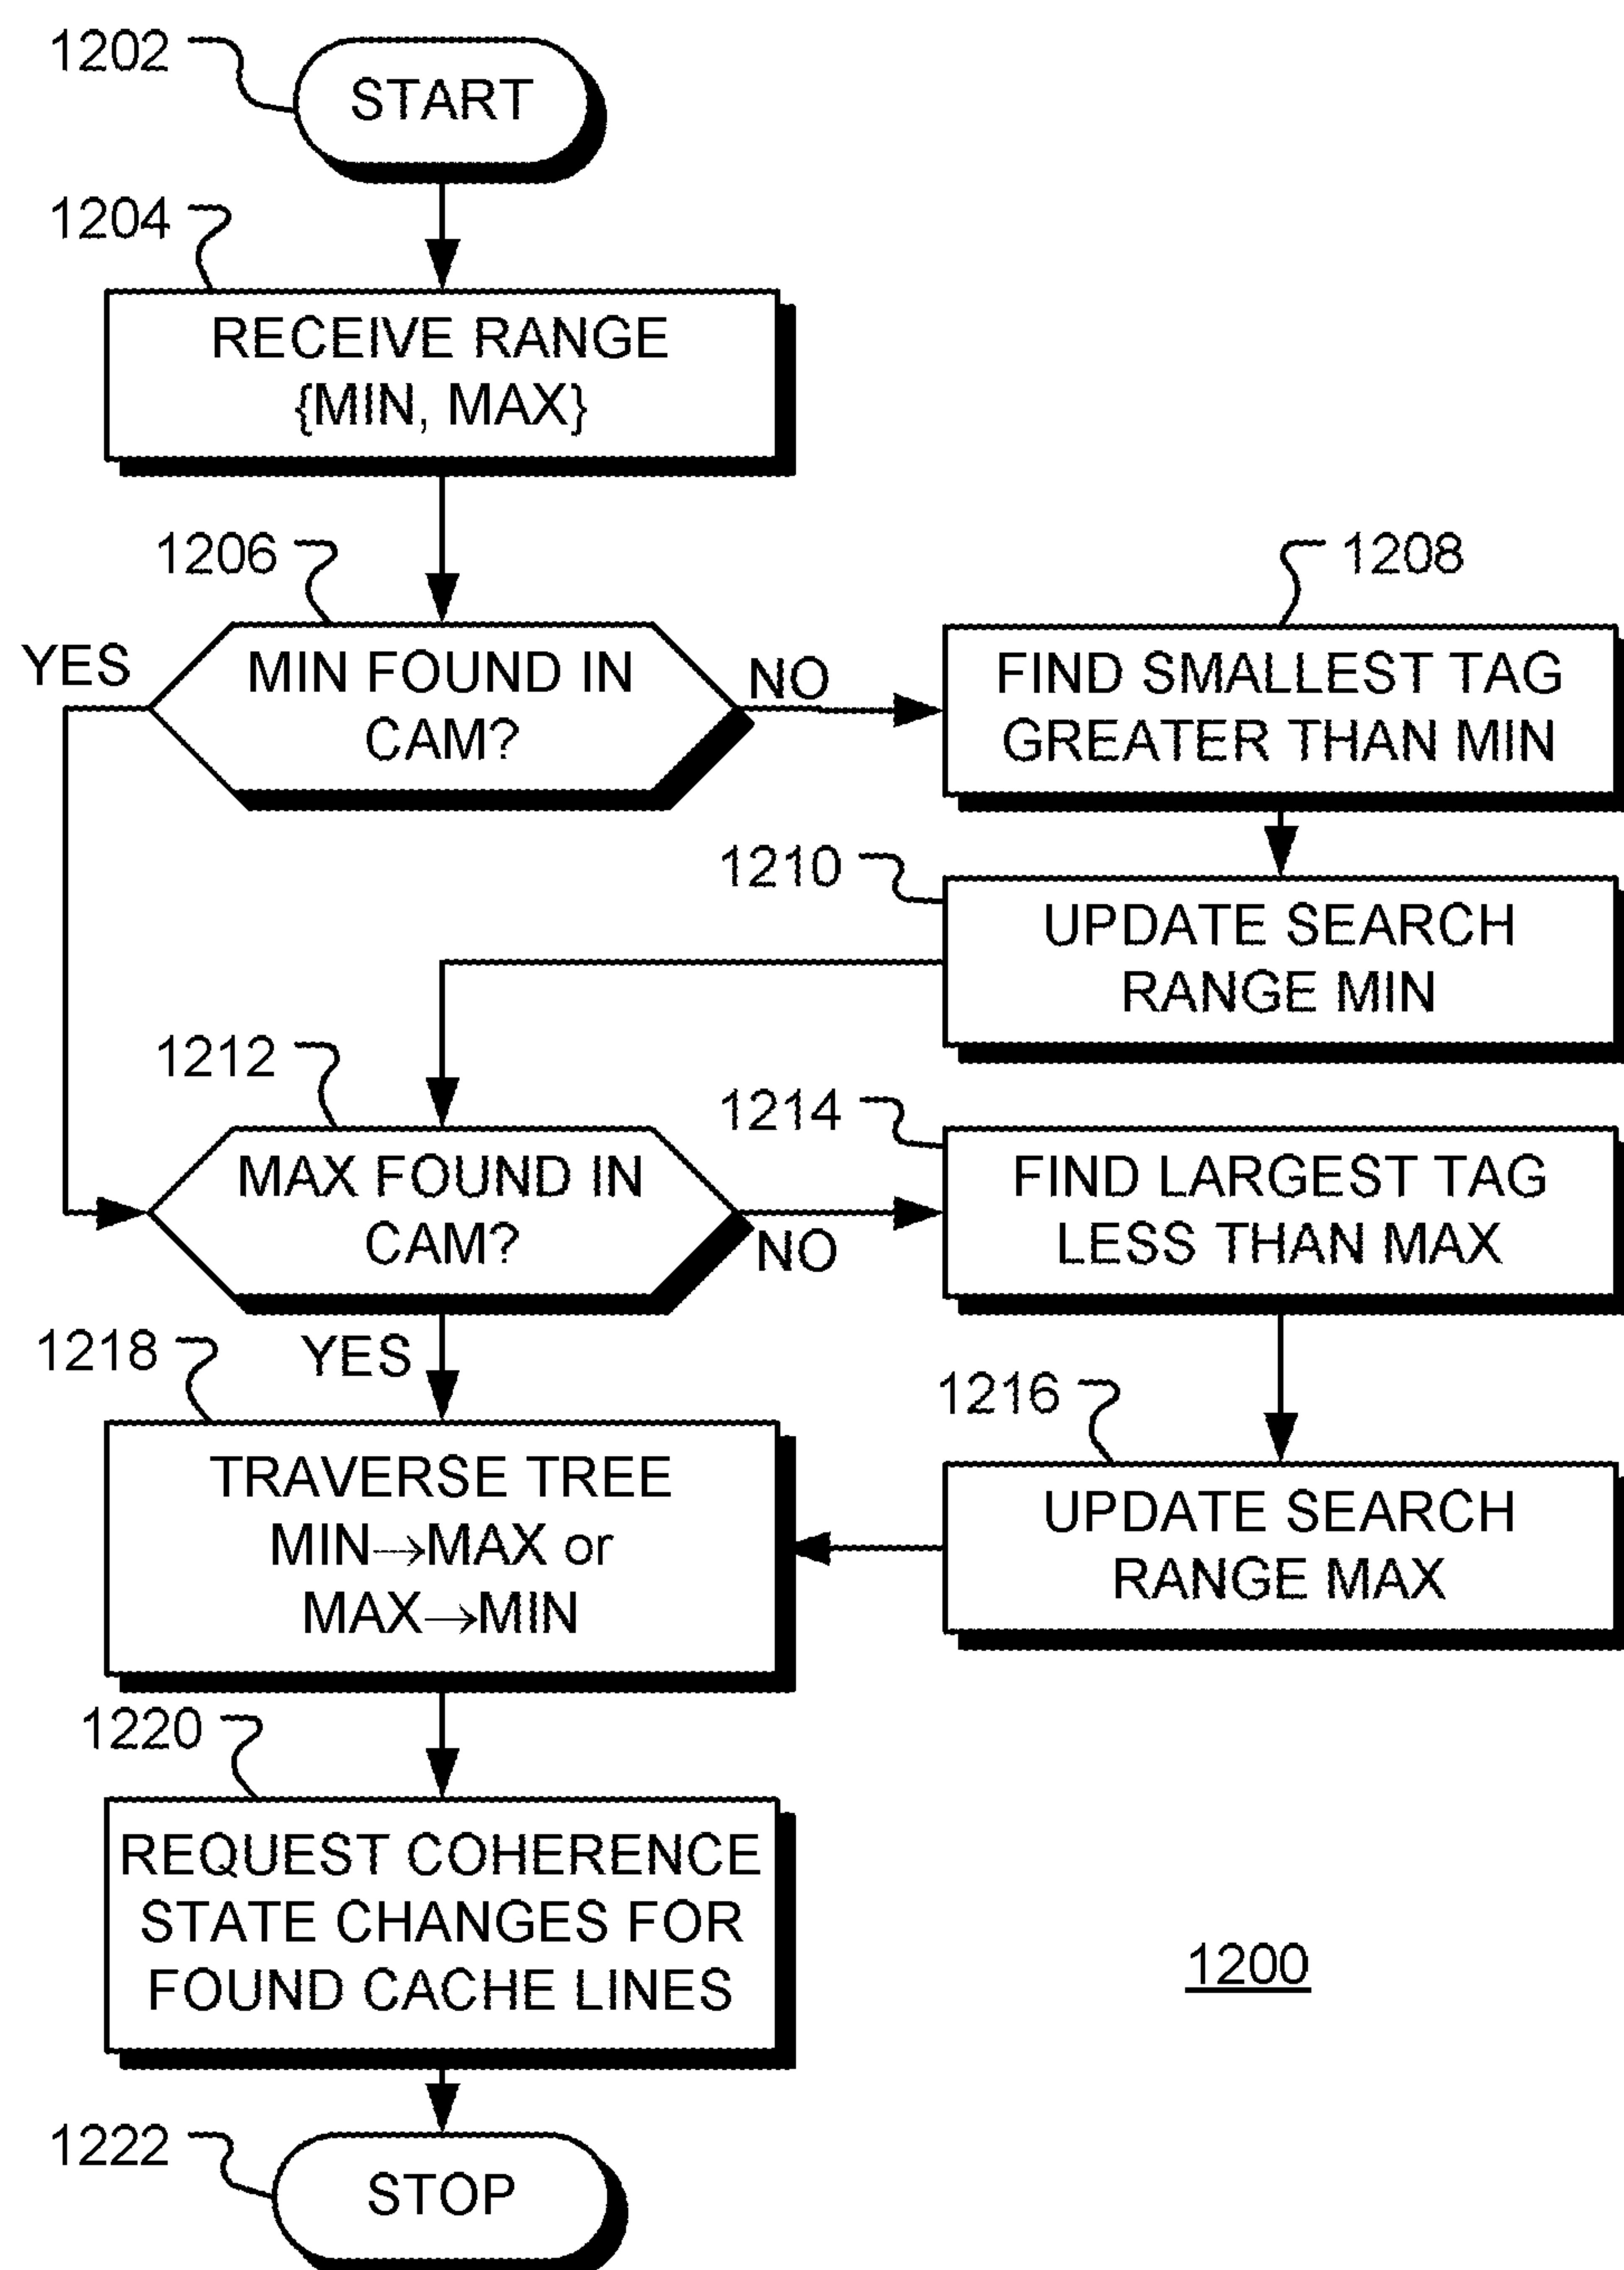 1202
START
1204
RECEIVE RANGE
{MIN, MAX}
1206
YES
MIN FOUND IN
CAM?
NO
1208
FIND SMALLEST TAG
GREATER THAN MIN
1210
UPDATE SEARCH
RANGE MIN
1212
MAX FOUND IN
CAM?
NO
YES
1214
FIND LARGEST TAG
LESS THAN MAX
1216
UPDATE SEARCH
RANGE MAX
1218
TRAVERSE TREE
MIN→MAX or
MAX→MIN
1220
REQUEST COHERENCE
STATE CHANGES FOR
FOUND CACHE LINES
1200
1222
STOP